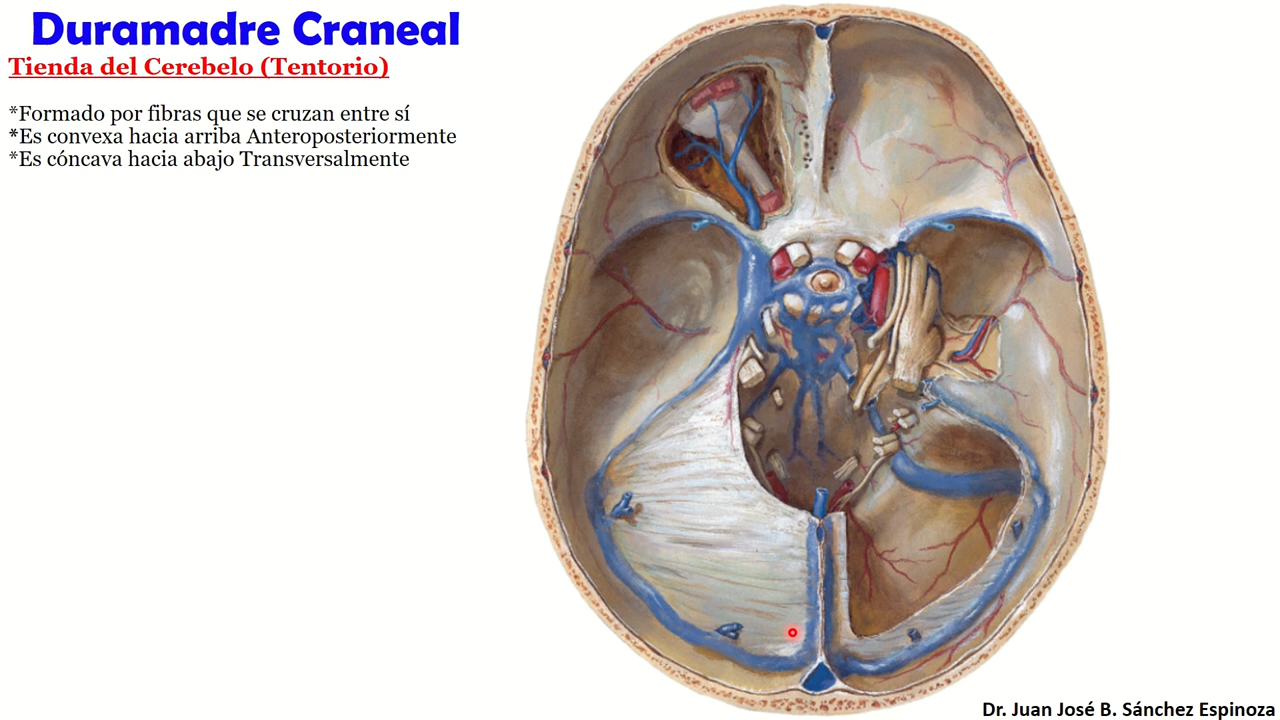 Duramadre Craneal
Tienda del Cerebelo (Tentorio)
*Formado por fibras que se cruzan entre sí
*Es convexa hacia arriba Anteroposteriormente
*Es cóncava hacia abajo Transversalmente
Dr. Juan José B. Sánchez Espinoza